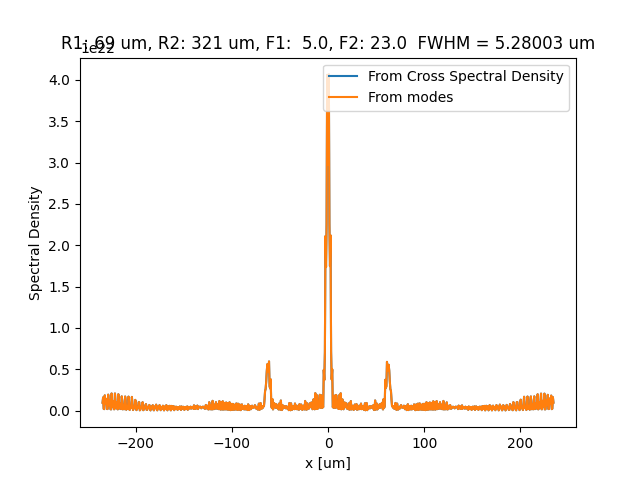 R1: 69 um, R2: 321 um, F1:  5.0, F2: 23.0  FWHM = 5.28003 um
1e22
From Cross Spectral Density
From modes
4.0
3.5
3.0
2.5
2.0
1.5
1.0
0.5
0.0
Spectral Density
−200 −100 0 100 200
x [um]